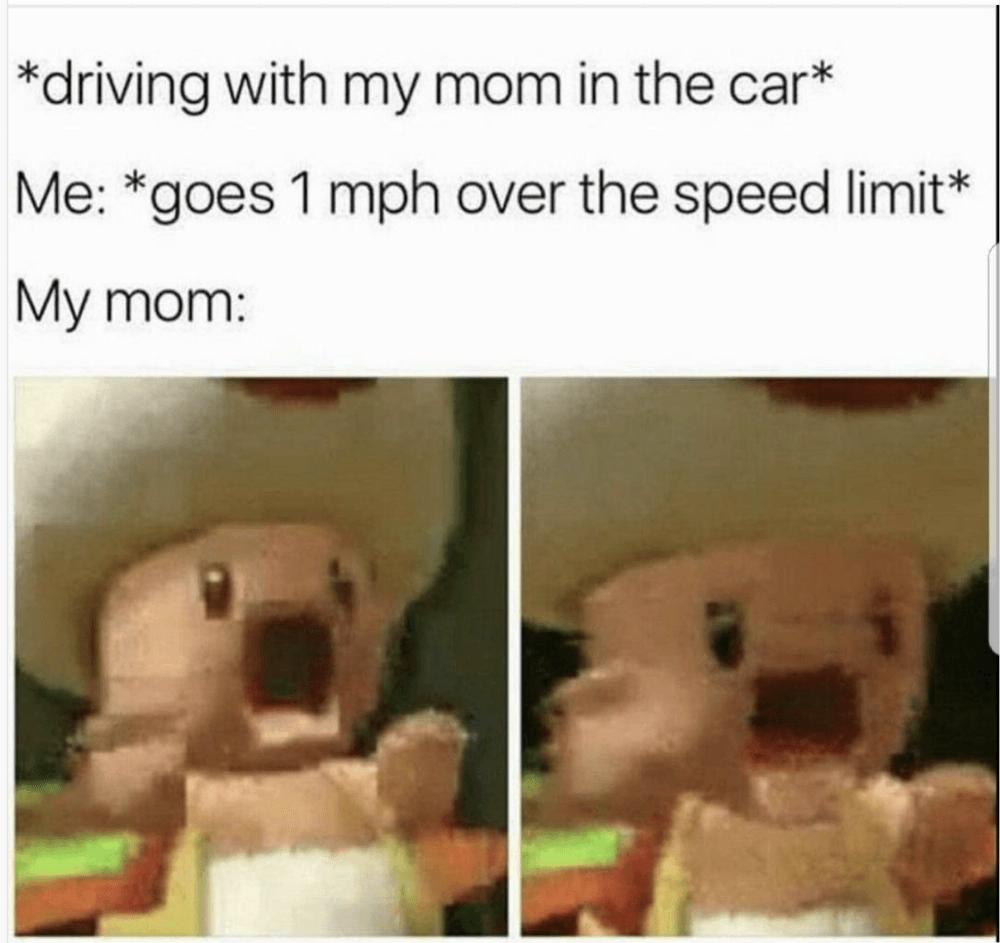 *driving with my mom in the car*
Me: *goes 1 mph over the speed limit*
My mom: